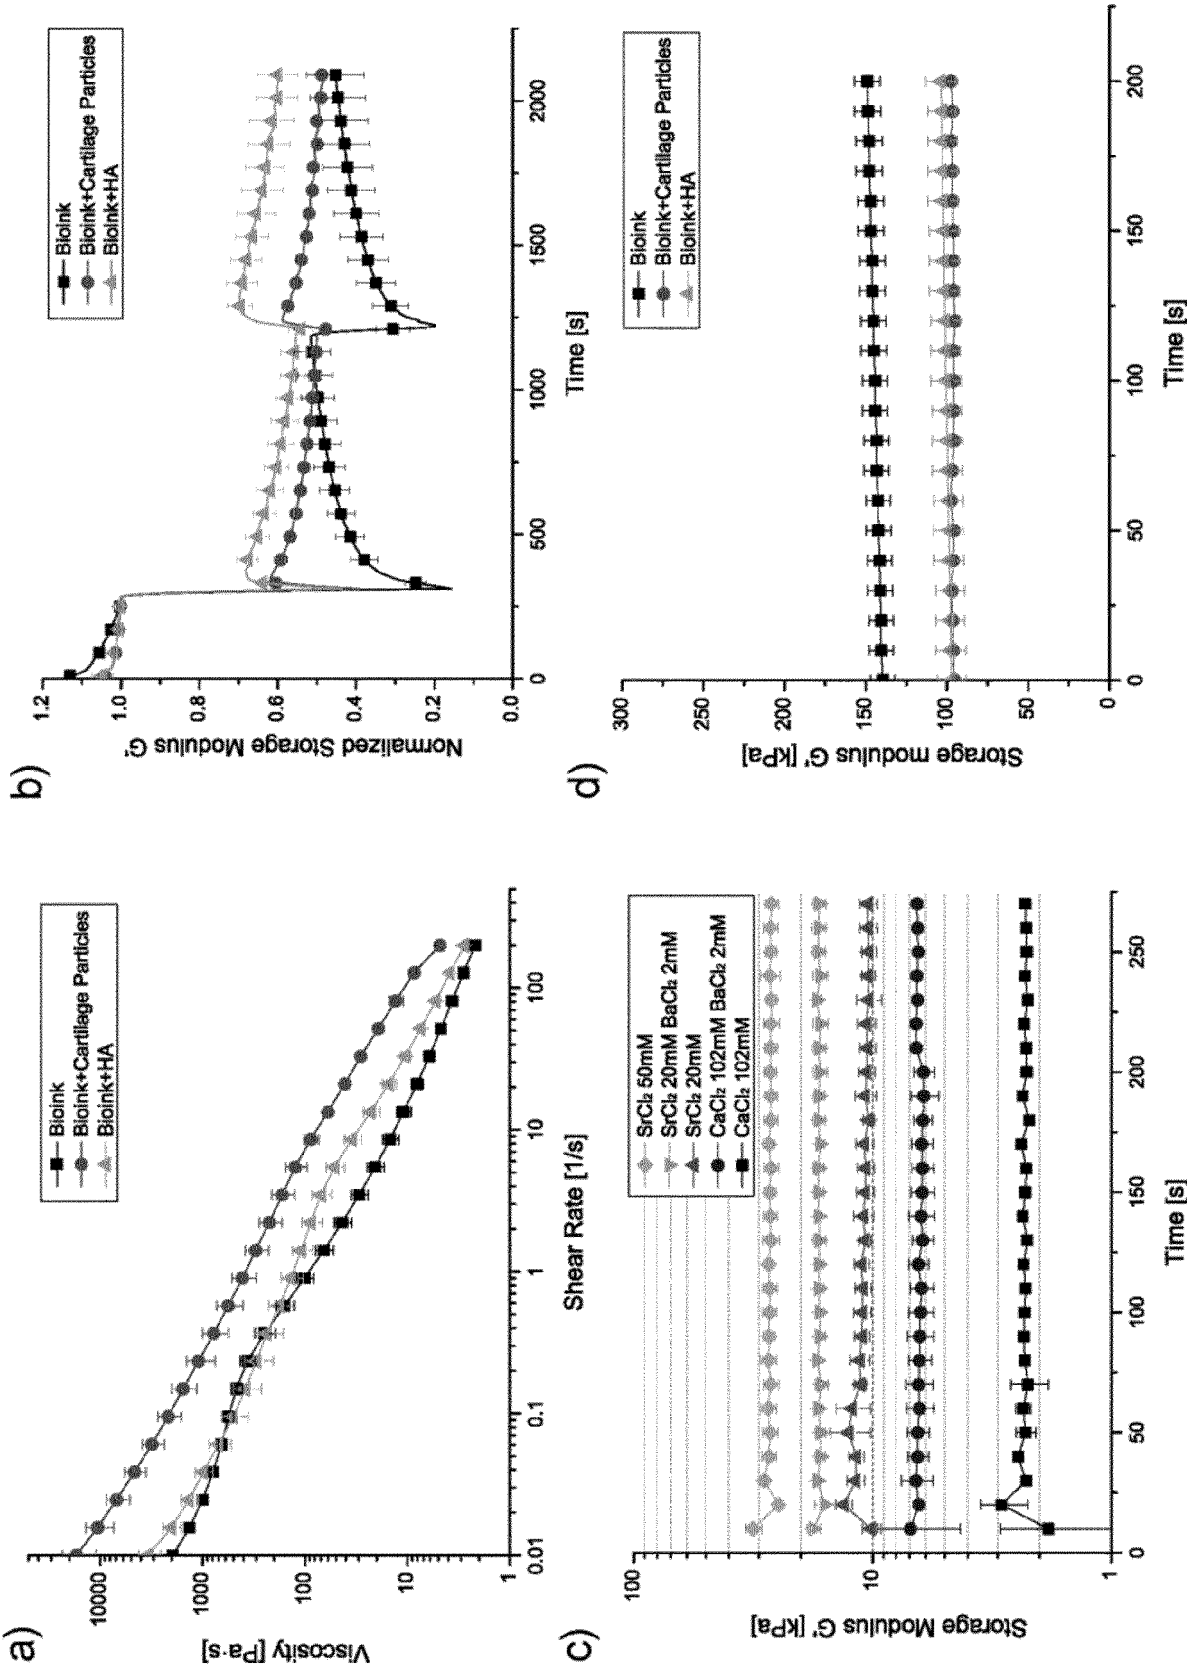 a)
Viscosity [Pa·s]
10000
1000
100
10
1
0.01
0.1
1
10
100
Shear Rate [1/s]
Bioink
Bioink+Cartilage Particles
Bioink+HA
b)
Normalized Storage Modulus G'
1.2
1.0
0.8
0.6
0.4
0.2
0.0
0
500
1000
1500
2000
Time [s]
Bioink
Bioink+Cartilage Particles
Bioink+HA
c)
Storage Modulus G' [kPa]
100
10
1
0
50
100
150
200
250
Time [s]
SrCl₂ 50mM
SrCl₂ 20mM BaCl₂ 2mM
SrCl₂ 20mM
CaCl₂ 102mM BaCl₂ 2mM
CaCl₂ 102mM
d)
Storage modulus G' [kPa]
300
250
200
150
100
50
0
0
50
100
150
200
Time [s]
Bioink
Bioink+Cartilage Particles
Bioink+HA